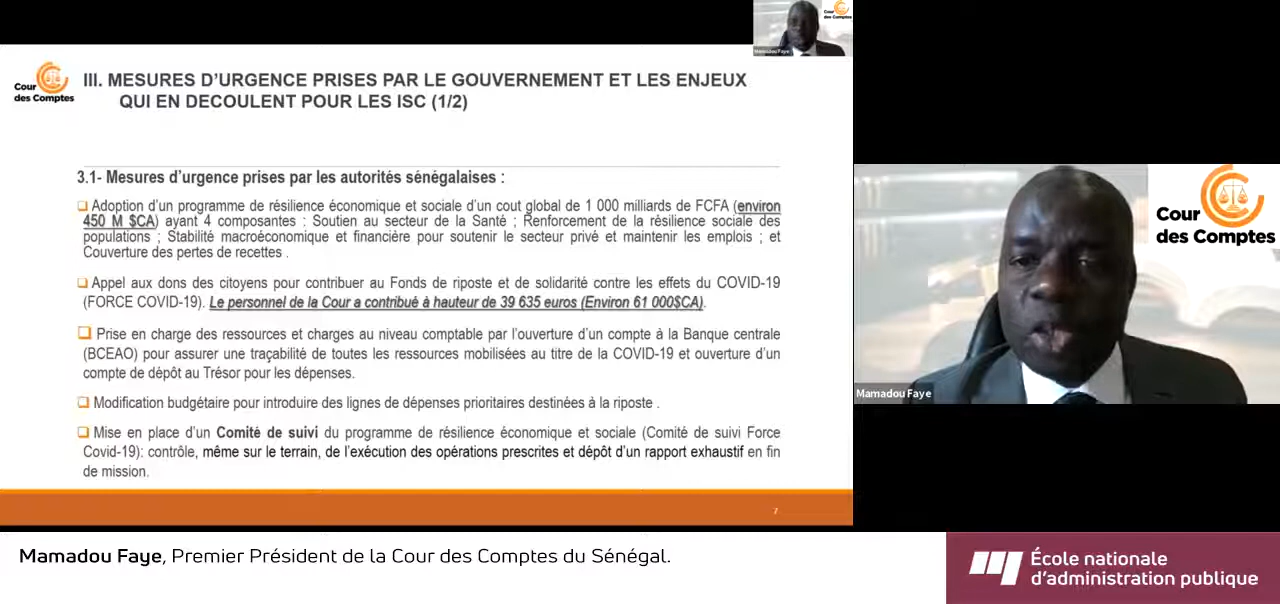 Cour
des Comptes
Mamadou Faye
Cour
des Comptes
III. MESURES D'URGENCE PRISES PAR LE GOUVERNEMENT ET LES ENJEUX
QUI EN DECOULENT POUR LES ISC (1/2)
3.1- Mesures d'urgence prises par les autorités sénégalaises :
Adoption d'un programme de résilience économique et sociale d'un cout global de 1 000 milliards de FCFA (environ
450 M $CA) ayant 4 composantes : Soutien au secteur de la Santé ; Renforcement de la résilience sociale des
populations ; Stabilité macroéconomique et financière pour soutenir le secteur privé et maintenir les emplois ; et
Couverture des pertes de recettes .
Appel aux dons des citoyens pour contribuer au Fonds de riposte et de solidarité contre les effets du COVID-19
(FORCE COVID-19). Le personnel de la Cour a contribué à hauteur de 39 635 euros (Environ 61 000$CA).
Prise en charge des ressources et charges au niveau comptable par l'ouverture d'un compte à la Banque centrale
(BCEAO) pour assurer une traçabilité de toutes les ressources mobilisées au titre de la COVID-19 et ouverture d'un
compte de dépôt au Trésor pour les dépenses.
Modification budgétaire pour introduire des lignes de dépenses prioritaires destinées à la riposte .
Mise en place d'un Comité de suivi du programme de résilience économique et sociale (Comité de suivi Force
Covid-19): contrôle, même sur le terrain, de l'exécution des opérations prescrites et dépôt d'un rapport exhaustif en fin
de mission.
7
Cour
des Comptes
Mamadou Faye
Mamadou Faye, Premier Président de la Cour des Comptes du Sénégal.
École nationale
d'administration publique